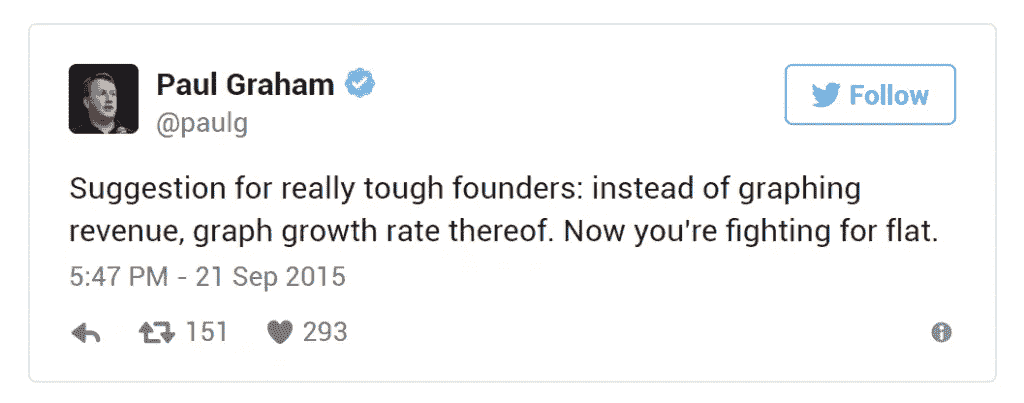 Paul Graham
Follow
@paulg
Suggestion for really tough founders: instead of graphing
revenue, graph growth rate thereof. Now you're fighting for flat.
5:47 PM - 21 Sep 2015
151 293